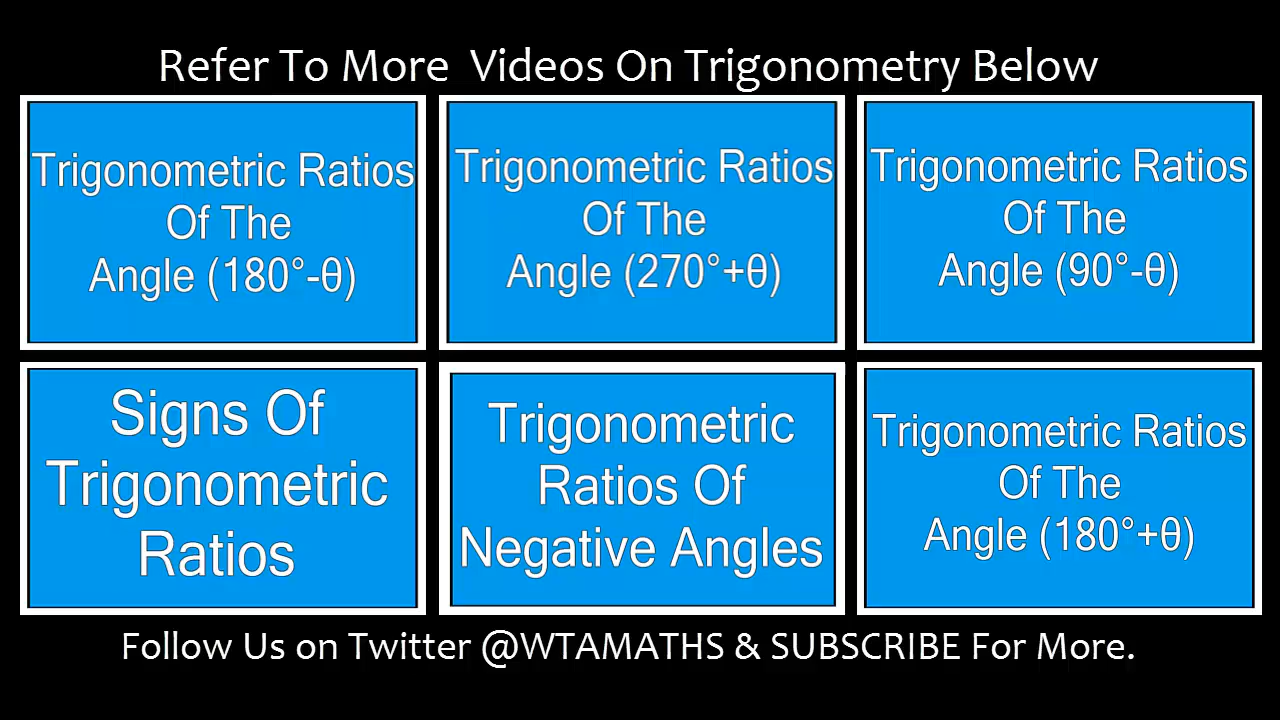 Refer To More Videos On Trigonometry Below
Trigonometric Ratios
Of The
Angle (180°-θ)
Trigonometric Ratios
Of The
Angle (270°+θ)
Trigonometric Ratios
Of The
Angle (90°-θ)
Signs Of
Trigonometric
Ratios
Trigonometric
Ratios Of
Negative Angles
Trigonometric Ratios
Of The
Angle (180°+θ)
Follow Us on Twitter @WTAMATHS & SUBSCRIBE For More.